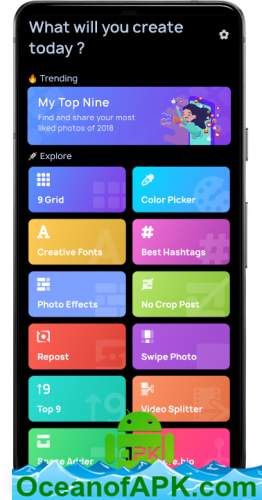 What will you create
today ?
Trending
My Top Nine
Find and share your most
liked photos of 2018
Explore
9 Grid
Color Picker
Creative Fonts
Best Hashtags
Photo Effects
No Crop Post
Repost
Swipe Photo
Top 9
Video Splitter
Space Adder
.bio
APK
OceanofAPK.com